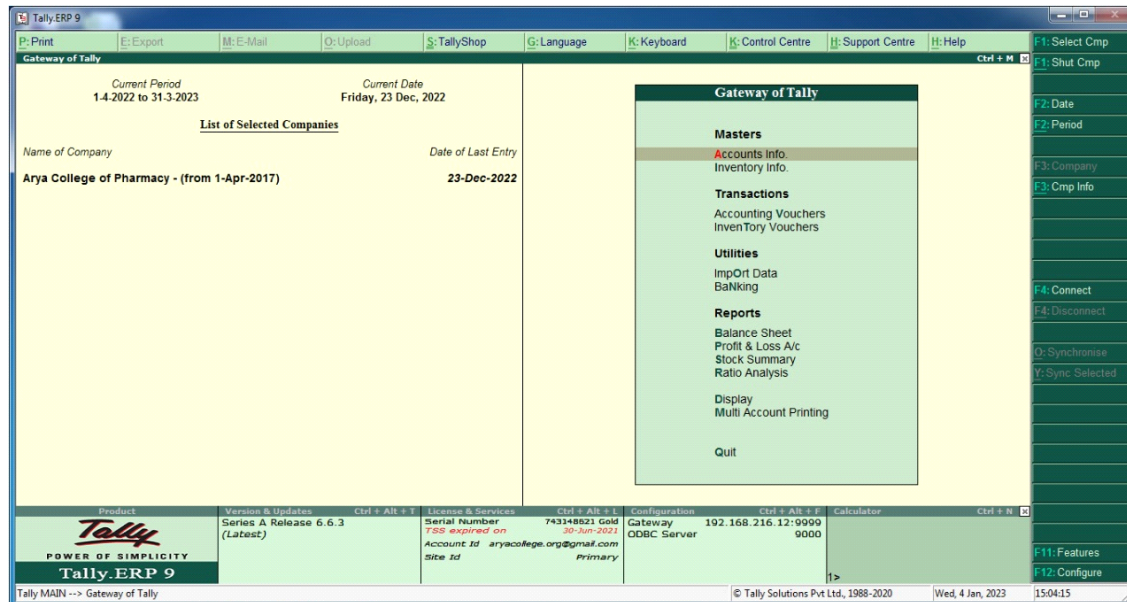 Tally.ERP 9
P: Print E: Export M: E-Mail O: Upload S: TallyShop G: Language K: Keyboard K: Control Centre H: Support Centre H: Help
Gateway of Tally Ctrl + M
Current Period Current Date
1-4-2022 to 31-3-2023 Friday, 23 Dec, 2022
List of Selected Companies
Name of Company Date of Last Entry
Arya College of Pharmacy - (from 1-Apr-2017) 23-Dec-2022
Gateway of Tally
Masters
Accounts Info.
Inventory Info.
Transactions
Accounting Vouchers
InvenTory Vouchers
Utilities
ImpOrt Data
BaNking
Reports
Balance Sheet
Profit & Loss A/c
Stock Summary
Ratio Analysis
Display
Multi Account Printing
Quit
F1: Select Cmp
F1: Shut Cmp
F2: Date
F2: Period
F3: Company
F3: Cmp Info
F4: Connect
F4: Disconnect
O: Synchronise
Y: Sync Selected
F11: Features
F12: Configure
Product
Tally
POWER OF SIMPLICITY
Tally.ERP 9
Version & Updates Ctrl + Alt + T
Series A Release 6.6.3
(Latest)
License & Services Ctrl + Alt + L
Serial Number 743148621 Gold
TSS expired on 30-Jun-2021
Account Id aryacollege.org@gmail.com
Site Id Primary
Configuration Ctrl + Alt + F
Gateway 192.168.216.12:9999
ODBC Server 9000
Calculator Ctrl + N
1>
Tally MAIN --> Gateway of Tally © Tally Solutions Pvt Ltd., 1988-2020 Wed, 4 Jan, 2023 15:04:15